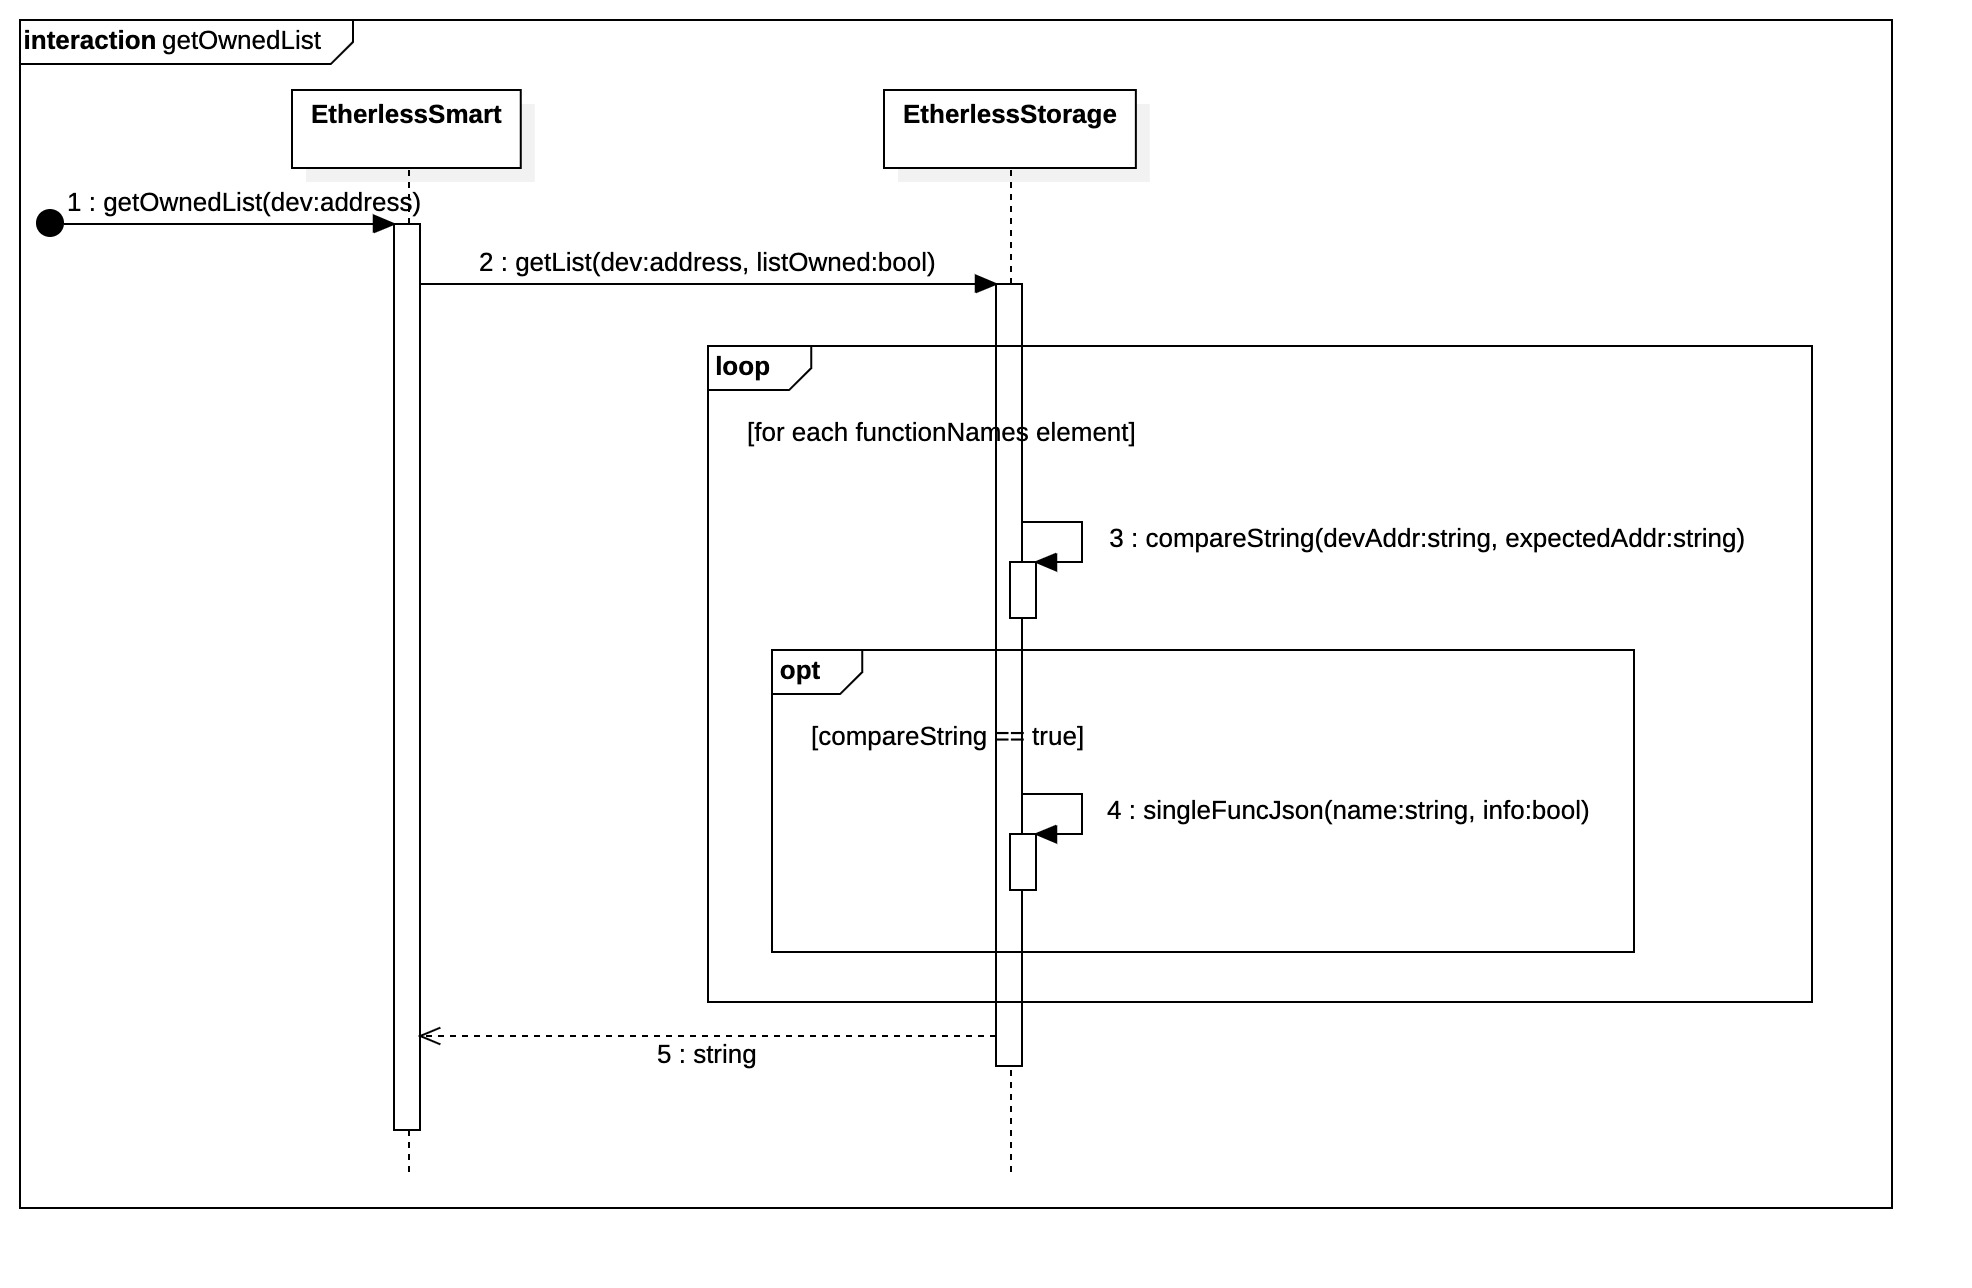 interaction getOwnedList
EtherlessSmart
EtherlessStorage
1 : getOwnedList(dev:address)
2 : getList(dev:address, listOwned:bool)
loop
[for each functionNames element]
3 : compareString(devAddr:string, expectedAddr:string)
opt
[compareString == true]
4 : singleFuncJson(name:string, info:bool)
5 : string